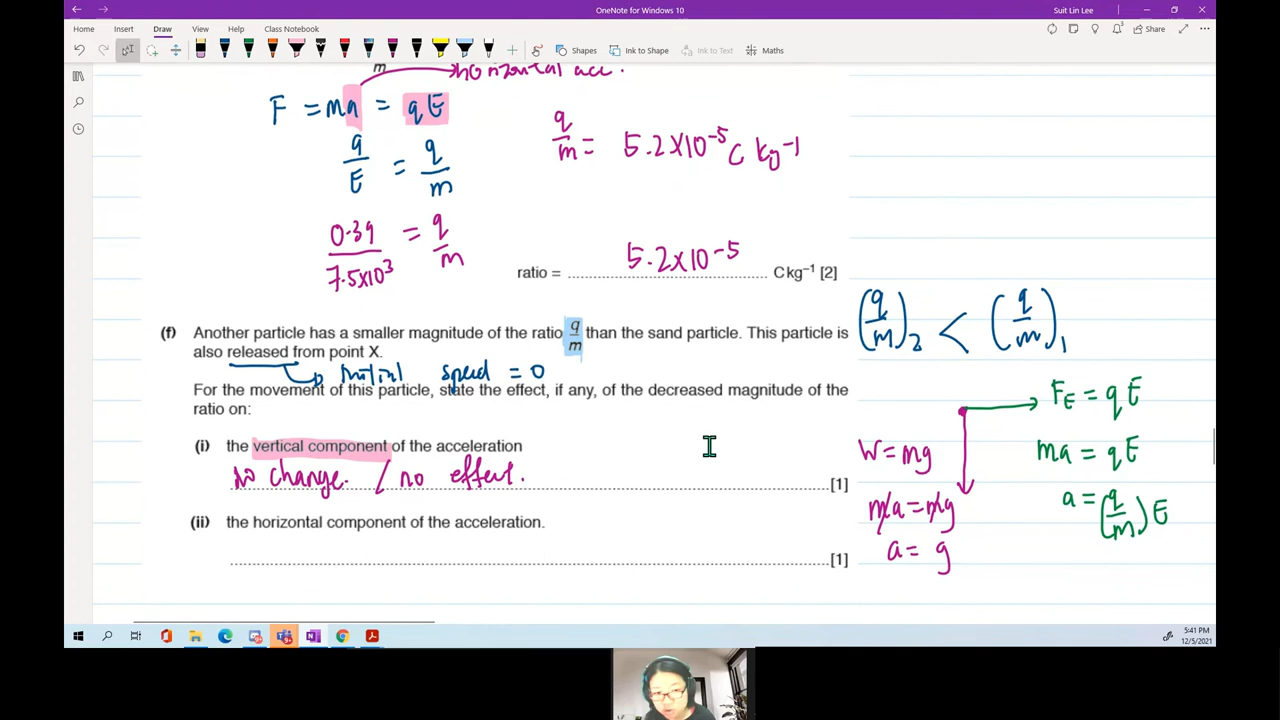 OneNote for Windows 10
Suit Lin Lee
Home Insert Draw View Help Class Notebook
Share
Shapes Ink to Shape Ink to Text Maths
m
horizontal acc.
F = ma = qE
a/E = q/m
0.39/7.5x10³ = q/m
q/m = 5.2x10⁻⁵ C kg⁻¹
5.2x10⁻⁵
ratio = ............ C kg⁻¹ [2]
(f) Another particle has a smaller magnitude of the ratio q/m than the sand particle. This particle is
also released from point X.
initial speed = 0
For the movement of this particle, state the effect, if any, of the decreased magnitude of the
ratio on:
(i) the vertical component of the acceleration
no change. / no effect.
[1]
(ii) the horizontal component of the acceleration.
[1]
(q/m)₂ < (q/m)₁
F_E = qE
W = mg
ma = qE
ma = mg
a = (q/m) E
a = g
5:41 PM
12/5/2021